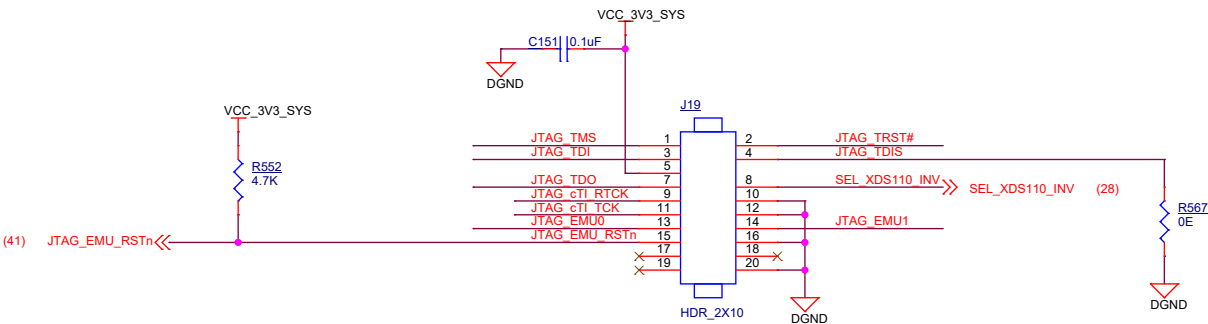 VCC_3V3_SYS
C151 0.1uF
DGND
VCC_3V3_SYS
R552
4.7K
J19
JTAG_TMS 1 2 JTAG_TRST#
JTAG_TDI 3 4 JTAG_TDIS
5
JTAG_TDO 7 8 SEL_XDS110_INV SEL_XDS110_INV (28)
JTAG_cTI_RTCK 9 10
JTAG_cTI_TCK 11 12
JTAG_EMU0 13 14 JTAG_EMU1
(41) JTAG_EMU_RSTn JTAG_EMU_RSTn 15 16
17 18
19 20
R567
0E
HDR_2X10
DGND
DGND